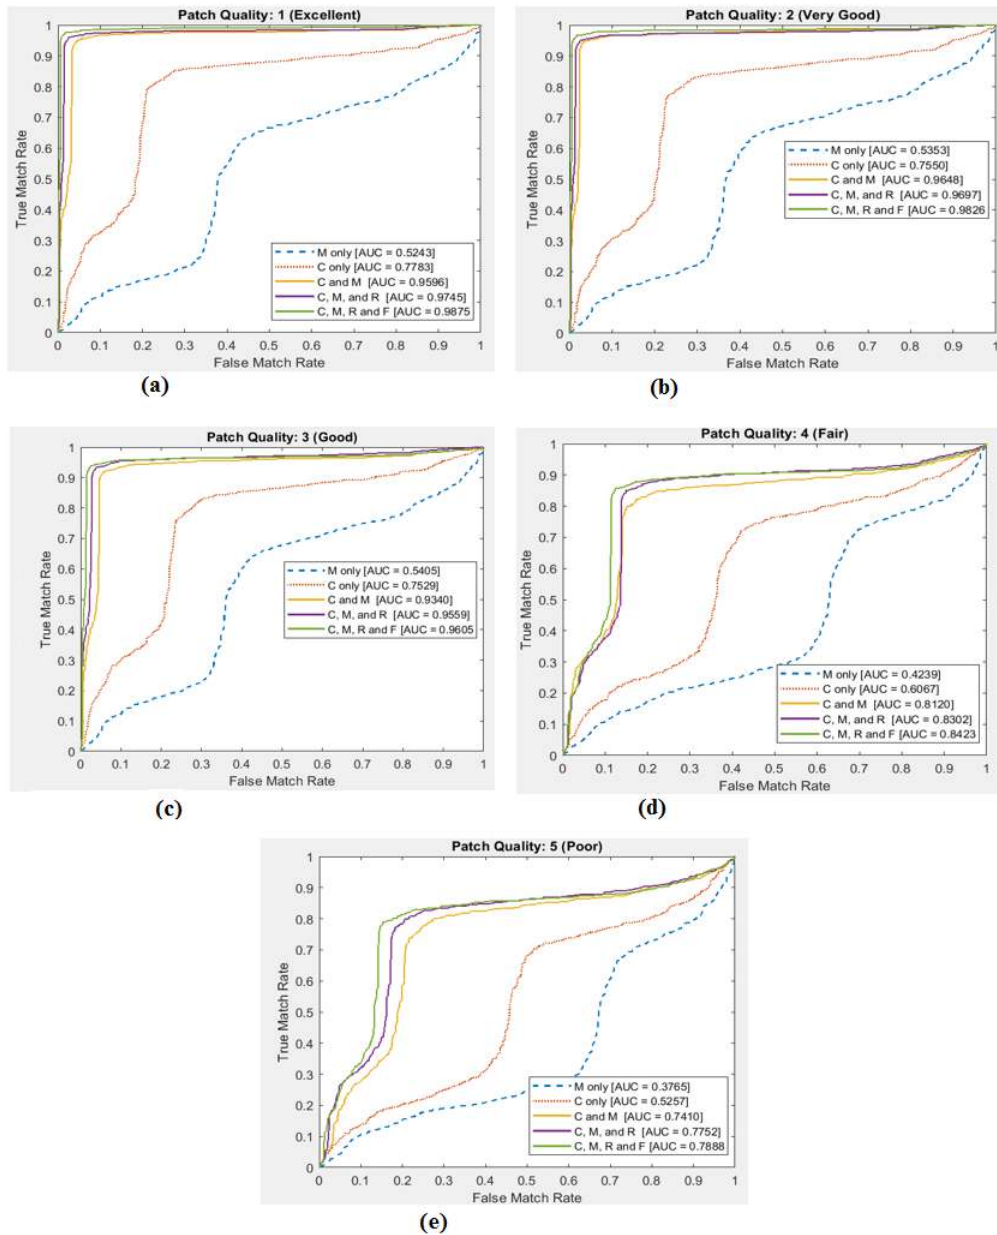 Patch Quality: 1 (Excellent)
True Match Rate
1
0.9
0.8
0.7
0.6
0.5
0.4
0.3
0.2
0.1
0
M only [AUC = 0.5243]
C only [AUC = 0.7783]
C and M [AUC = 0.9596]
C, M, and R [AUC = 0.9745]
C, M, R and F [AUC = 0.9875
0 0.1 0.2 0.3 0.4 0.5 0.6 0.7 0.8 0.9 1
False Match Rate
(a)
Patch Quality: 2 (Very Good)
True Match Rate
1
0.9
0.8
0.7
0.6
0.5
0.4
0.3
0.2
0.1
0
M only [AUC = 0.5353]
C only [AUC = 0.7550]
C and M [AUC = 0.9648]
C, M, and R [AUC = 0.9697]
C, M, R and F [AUC = 0.9826
0 0.1 0.2 0.3 0.4 0.5 0.6 0.7 0.8 0.9 1
False Match Rate
(b)
Patch Quality: 3 (Good)
True Match Rate
1
0.9
0.8
0.7
0.6
0.5
0.4
0.3
0.2
0.1
0
M only [AUC = 0.5405]
C only [AUC = 0.7529]
C and M [AUC = 0.9340]
C, M, and R [AUC = 0.9559]
C, M, R and F [AUC = 0.9605
0 0.1 0.2 0.3 0.4 0.5 0.6 0.7 0.8 0.9 1
False Match Rate
(c)
Patch Quality: 4 (Fair)
True Match Rate
1
0.9
0.8
0.7
0.6
0.5
0.4
0.3
0.2
0.1
0
M only [AUC = 0.4239]
C only [AUC = 0.6067]
C and M [AUC = 0.8120]
C, M, and R [AUC = 0.8302]
C, M, R and F [AUC = 0.8423
0 0.1 0.2 0.3 0.4 0.5 0.6 0.7 0.8 0.9 1
False Match Rate
(d)
Patch Quality: 5 (Poor)
True Match Rate
1
0.9
0.8
0.7
0.6
0.5
0.4
0.3
0.2
0.1
0
M only [AUC = 0.3765]
C only [AUC = 0.5257]
C and M [AUC = 0.7410]
C, M, and R [AUC = 0.7752]
C, M, R and F [AUC = 0.7888
0 0.1 0.2 0.3 0.4 0.5 0.6 0.7 0.8 0.9 1
False Match Rate
(e)